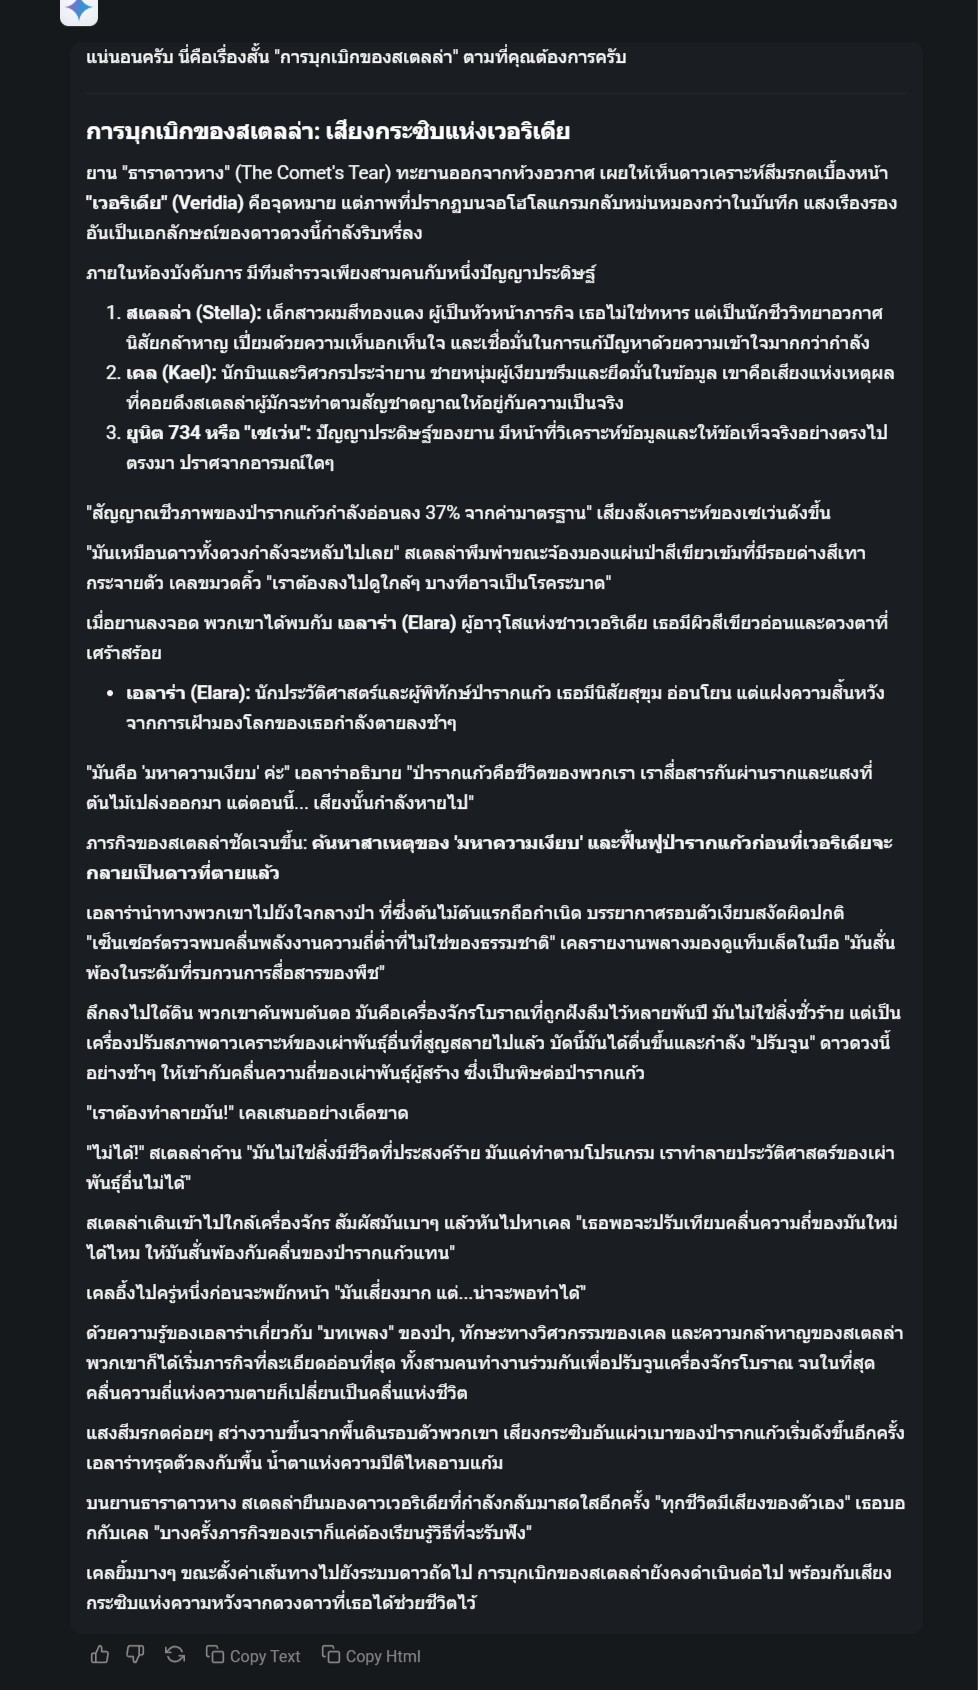 แน่นอนครับ นี่คือเรื่องสั้น "การบุกเบิกของสเตลล่า" ตามที่คุณต้องการครับ
การบุกเบิกของสเตลล่า: เสียงกระซิบแห่งเวอริเดีย
ยาน "ธาราดาวหาง" (The Comet's Tear) ทะยานออกจากห้วงอวกาศ เผยให้เห็นดาวเคราะห์สีมรกตเบื้องหน้า
"เวอริเดีย" (Veridia) คือจุดหมาย แต่ภาพที่ปรากฏบนจอโฮโลแกรมกลับหม่นหมองกว่าในบันทึก แสงเรืองรอง
อันเป็นเอกลักษณ์ของดาวดวงนี้กำลังริบหรี่ลง
ภายในห้องบังคับการ มีทีมสำรวจเพียงสามคนกับหนึ่งปัญญาประดิษฐ์
1. สเตลล่า (Stella): เด็กสาวผมสีทองแดง ผู้เป็นหัวหน้าภารกิจ เธอไม่ใช่ทหาร แต่เป็นนักชีววิทยาอวกาศ
นิสัยกล้าหาญ เปี่ยมด้วยความเห็นอกเห็นใจ และเชื่อมั่นในการแก้ปัญหาด้วยความเข้าใจมากกว่ากำลัง
2. เคล (Kael): นักบินและวิศวกรประจำยาน ชายหนุ่มผู้เงียบขรึมและยึดมั่นในข้อมูล เขาคือเสียงแห่งเหตุผล
ที่คอยดึงสเตลล่าผู้มักจะทำตามสัญชาตญาณให้อยู่กับความเป็นจริง
3. ยูนิต 734 หรือ "เซเว่น": ปัญญาประดิษฐ์ของยาน มีหน้าที่วิเคราะห์ข้อมูลและให้ข้อเท็จจริงอย่างตรงไป
ตรงมา ปราศจากอารมณ์ใดๆ
"สัญญาณชีวภาพของป่ารากแก้วกำลังอ่อนลง 37% จากค่ามาตรฐาน" เสียงสังเคราะห์ของเซเว่นดังขึ้น
"มันเหมือนดาวทั้งดวงกำลังจะหลับไปเลย" สเตลล่าพึมพำขณะจ้องมองแผ่นป่าสีเขียวเข้มที่มีรอยด่างสีเทา
กระจายตัว เคลขมวดคิ้ว "เราต้องลงไปดูใกล้ๆ บางทีอาจเป็นโรคระบาด"
เมื่อยานลงจอด พวกเขาได้พบกับ เอลาร่า (Elara) ผู้อาวุโสแห่งชาวเวอริเดีย เธอมีผิวสีเขียวอ่อนและดวงตาที่
เศร้าสร้อย
• เอลาร่า (Elara): นักประวัติศาสตร์และผู้พิทักษ์ป่ารากแก้ว เธอมีนิสัยสุขุม อ่อนโยน แต่แฝงความสิ้นหวัง
จากการเฝ้ามองโลกของเธอกำลังตายลงช้าๆ
"มันคือ 'มหาความเงียบ' ค่ะ" เอลาร่าอธิบาย "ป่ารากแก้วคือชีวิตของพวกเรา เราสื่อสารกันผ่านรากและแสงที่
ต้นไม้เปล่งออกมา แต่ตอนนี้... เสียงนั้นกำลังหายไป"
ภารกิจของสเตลล่าชัดเจนขึ้น: ค้นหาสาเหตุของ 'มหาความเงียบ' และฟื้นฟูป่ารากแก้วก่อนที่เวอริเดียจะ
กลายเป็นดาวที่ตายแล้ว
เอลาร่านำทางพวกเขาไปยังใจกลางป่า ที่ซึ่งต้นไม้ต้นแรกถือกำเนิด บรรยากาศรอบตัวเงียบสงัดผิดปกติ
"เซ็นเซอร์ตรวจพบคลื่นพลังงานความถี่ต่ำที่ไม่ใช่ของธรรมชาติ" เคลรายงานพลางมองดูแท็บเล็ตในมือ "มันสั่น
พ้องในระดับที่รบกวนการสื่อสารของพืช"
ลึกลงไปใต้ดิน พวกเขาค้นพบต้นตอ มันคือเครื่องจักรโบราณที่ถูกฝังลืมไว้หลายพันปี มันไม่ใช่สิ่งชั่วร้าย แต่เป็น
เครื่องปรับสภาพดาวเคราะห์ของเผ่าพันธุ์อื่นที่สูญสลายไปแล้ว บัดนี้มันได้ตื่นขึ้นและกำลัง "ปรับจูน" ดาวดวงนี้
อย่างช้าๆ ให้เข้ากับคลื่นความถี่ของเผ่าพันธุ์ผู้สร้าง ซึ่งเป็นพิษต่อป่ารากแก้ว
"เราต้องทำลายมัน!" เคลเสนออย่างเด็ดขาด
"ไม่ได้!" สเตลล่าค้าน "มันไม่ใช่สิ่งมีชีวิตที่ประสงค์ร้าย มันแค่ทำตามโปรแกรม เราทำลายประวัติศาสตร์ของเผ่า
พันธุ์อื่นไม่ได้"
สเตลล่าเดินเข้าไปใกล้เครื่องจักร สัมผัสมันเบาๆ แล้วหันไปหาเคล "เธอพอจะปรับเทียบคลื่นความถี่ของมันใหม่
ได้ไหม ให้มันสั่นพ้องกับคลื่นของป่ารากแก้วแทน"
เคลอึ้งไปครู่หนึ่งก่อนจะพยักหน้า "มันเสี่ยงมาก แต่...น่าจะพอทำได้"
ด้วยความรู้ของเอลาร่าเกี่ยวกับ "บทเพลง" ของป่า, ทักษะทางวิศวกรรมของเคล และความกล้าหาญของสเตลล่า
พวกเขาก็ได้เริ่มภารกิจที่ละเอียดอ่อนที่สุด ทั้งสามคนทำงานร่วมกันเพื่อปรับจูนเครื่องจักรโบราณ จนในที่สุด
คลื่นความถี่แห่งความตายก็เปลี่ยนเป็นคลื่นแห่งชีวิต
แสงสีมรกตค่อยๆ สว่างวาบขึ้นจากพื้นดินรอบตัวพวกเขา เสียงกระซิบอันแผ่วเบาของป่ารากแก้วเริ่มดังขึ้นอีกครั้ง
เอลาร่าทรุดตัวลงกับพื้น น้ำตาแห่งความปิติไหลอาบแก้ม
บนยานธาราดาวหาง สเตลล่ายืนมองดาวเวอริเดียที่กำลังกลับมาสดใสอีกครั้ง "ทุกชีวิตมีเสียงของตัวเอง" เธอบอ
กกับเคล "บางครั้งภารกิจของเราก็แค่ต้องเรียนรู้วิธีที่จะรับฟัง"
เคลยิ้มบางๆ ขณะตั้งค่าเส้นทางไปยังระบบดาวถัดไป การบุกเบิกของสเตลล่ายังคงดำเนินต่อไป พร้อมกับเสียง
กระซิบแห่งความหวังจากดวงดาวที่เธอได้ช่วยชีวิตไว้
Copy Text Copy Html